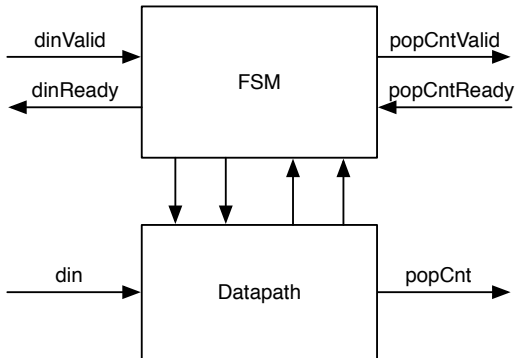 dinValid
popCntValid
FSM
dinReady
popCntReady
din
Datapath
popCnt